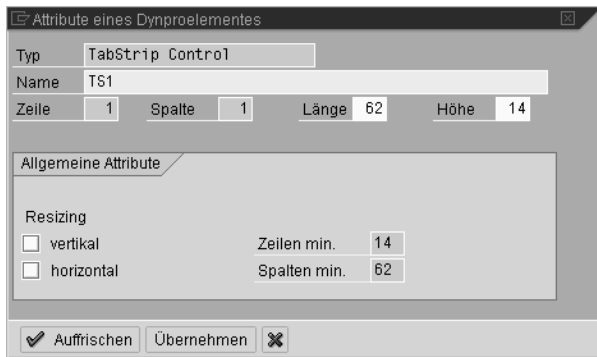 Attribute eines Dynproelementes
Typ TabStrip Control
Name TS1
Zeile 1 Spalte 1 Länge 62 Höhe 14
Allgemeine Attribute
Resizing
vertikal Zeilen min. 14
horizontal Spalten min. 62
Auffrischen Übernehmen